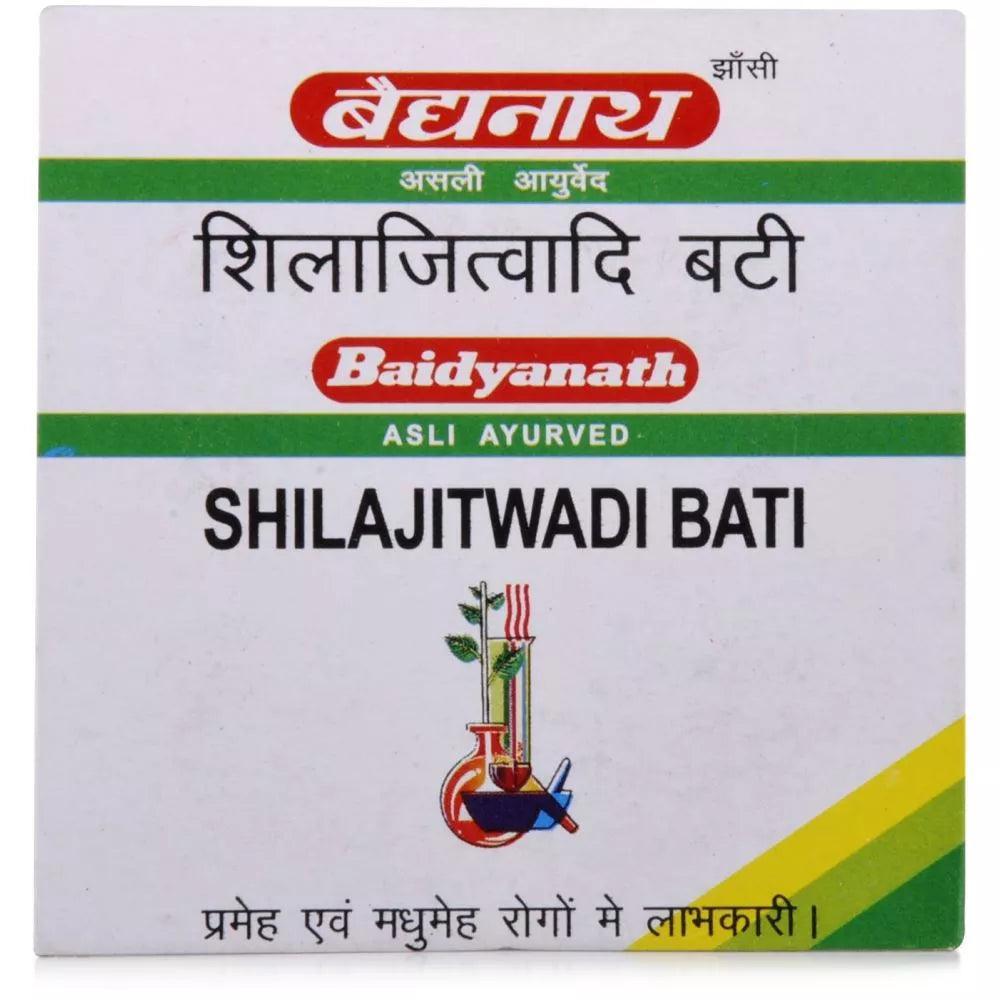 झाँसी
बैद्यनाथ
असली आयुर्वेद
शिलाजित्वादि बटी
Baidyanath
ASLI AYURVED
SHILAJITWADI BATI
प्रमेह एवं मधुमेह रोगों मे लाभकारी।